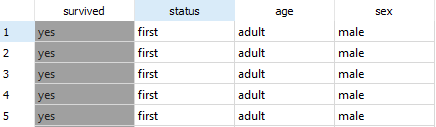 survived status age sex
1 yes first adult male
2 yes first adult male
3 yes first adult male
4 yes first adult male
5 yes first adult male